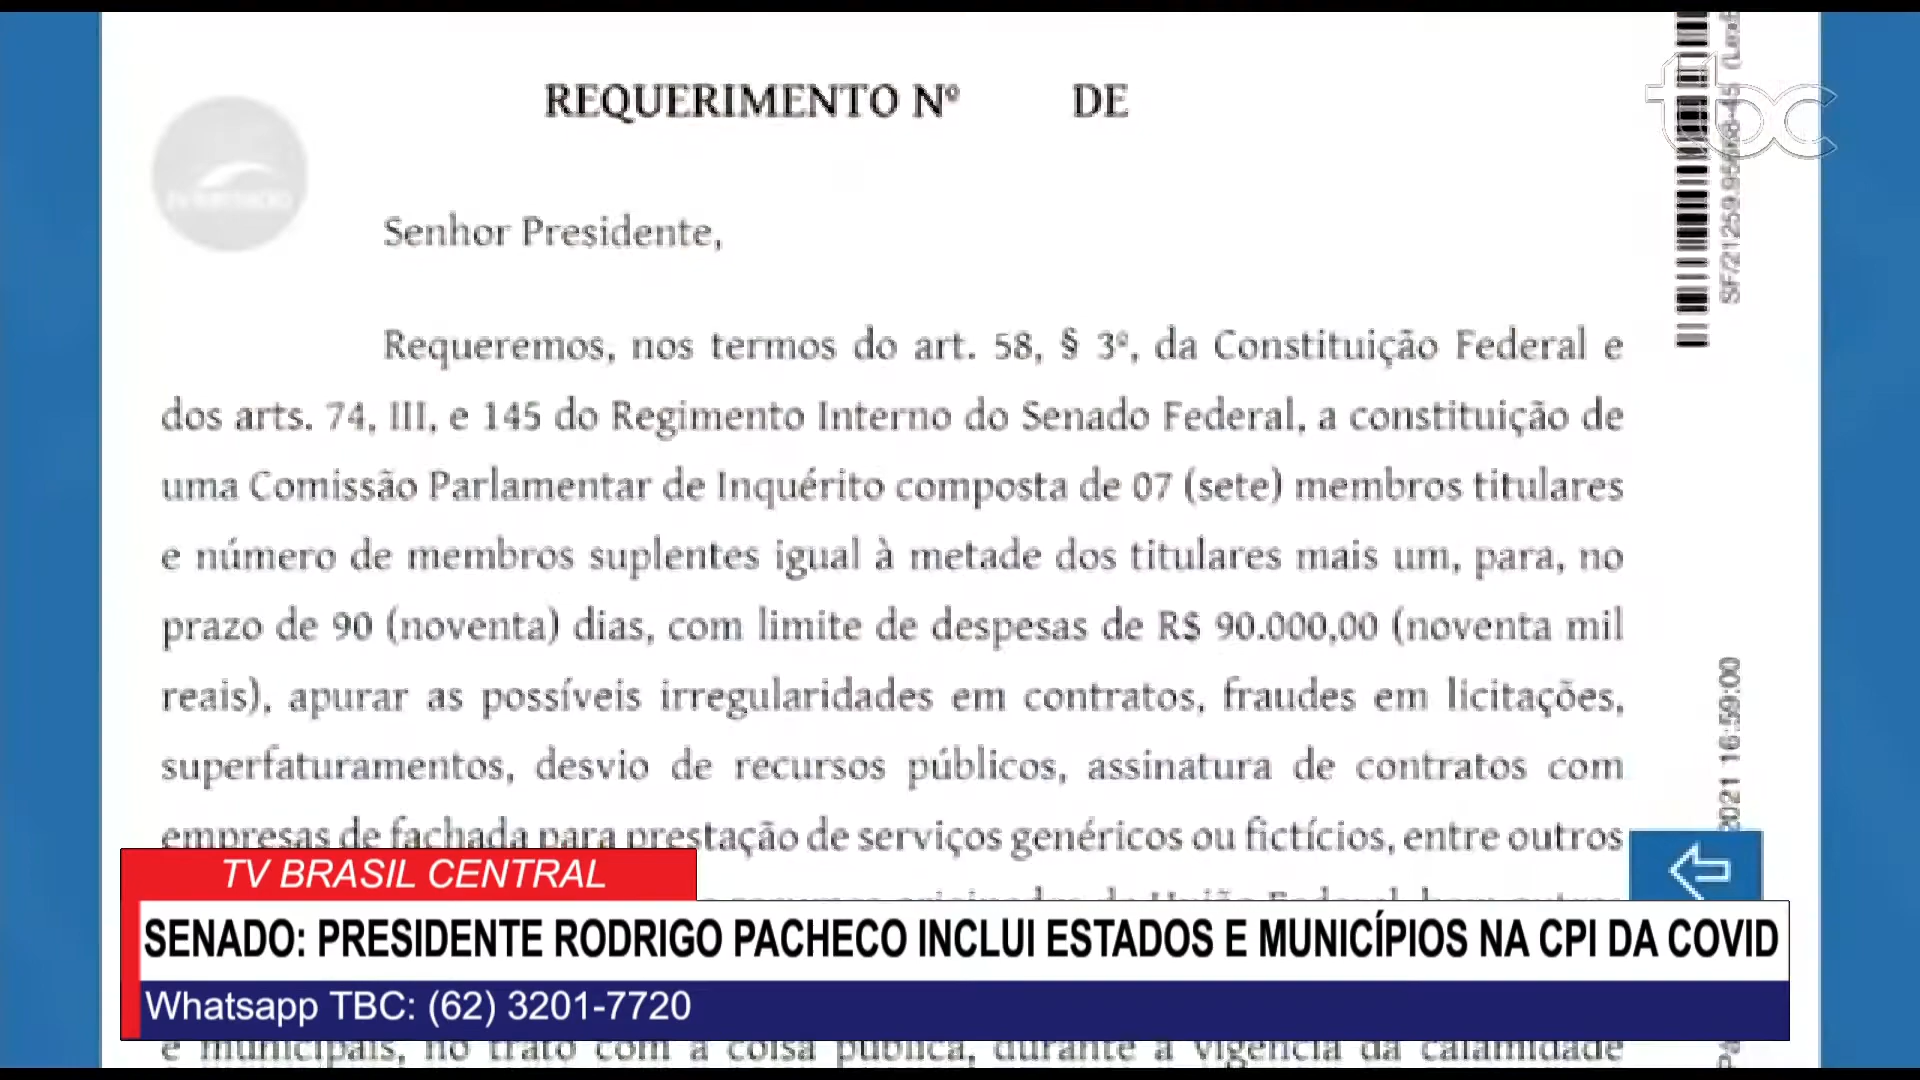 REQUERIMENTO Nº DE
tbc
Senhor Presidente,
Requeremos, nos termos do art. 58, § 3º, da Constituição Federal e
dos arts. 74, III, e 145 do Regimento Interno do Senado Federal, a constituição de
uma Comissão Parlamentar de Inquérito composta de 07 (sete) membros titulares
e número de membros suplentes igual à metade dos titulares mais um, para, no
prazo de 90 (noventa) dias, com limite de despesas de R$ 90.000,00 (noventa mil
reais), apurar as possíveis irregularidades em contratos, fraudes em licitações,
superfaturamentos, desvio de recursos públicos, assinatura de contratos com
empresas de fachada para prestação de serviços genéricos ou fictícios, entre outros
TV BRASIL CENTRAL
SENADO: PRESIDENTE RODRIGO PACHECO INCLUI ESTADOS E MUNICÍPIOS NA CPI DA COVID
Whatsapp TBC: (62) 3201-7720
e municipais, no trato com a coisa pública, durante a vigência da calamidade
2021 16:59:00